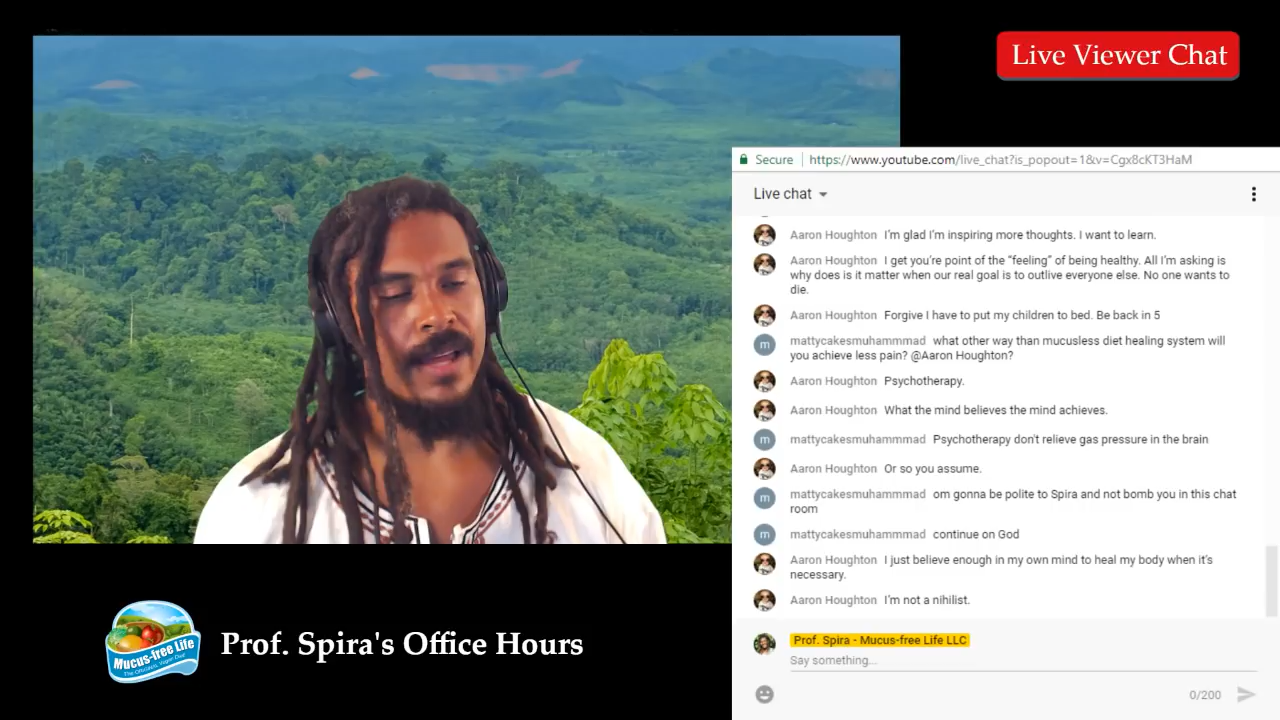 Live Viewer Chat
Secure
https://www.youtube.com/live_chat?is_popout=1&v=Cgx8cKT3HaM
Live chat
Aaron Houghton I'm glad I'm inspiring more thoughts. I want to learn.
Aaron Houghton I get you're point of the "feeling" of being healthy. All I'm asking is
why does is it matter when our real goal is to outlive everyone else. No one wants to
die.
Aaron Houghton Forgive I have to put my children to bed. Be back in 5
m
mattycakesmuhammmad what other way than mucusless diet healing system will
you achieve less pain? @Aaron Houghton?
Aaron Houghton Psychotherapy.
Aaron Houghton What the mind believes the mind achieves.
m
mattycakesmuhammmad Psychotherapy don't relieve gas pressure in the brain
Aaron Houghton Or so you assume.
m
mattycakesmuhammmad om gonna be polite to Spira and not bomb you in this chat
room
m
mattycakesmuhammmad continue on God
Aaron Houghton I just believe enough in my own mind to heal my body when it's
necessary.
Aaron Houghton I'm not a nihilist.
Prof. Spira - Mucus-free Life LLC
Say something...
0/200
Mucus-free Life
Prof. Spira's Office Hours